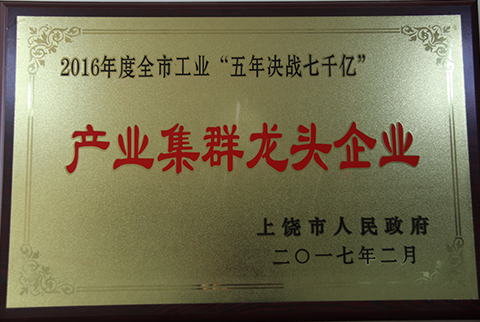 2016年度全市工业“五年决战七千亿”
产业集群龙头企业
上饶市人民政府
二〇一七年二月